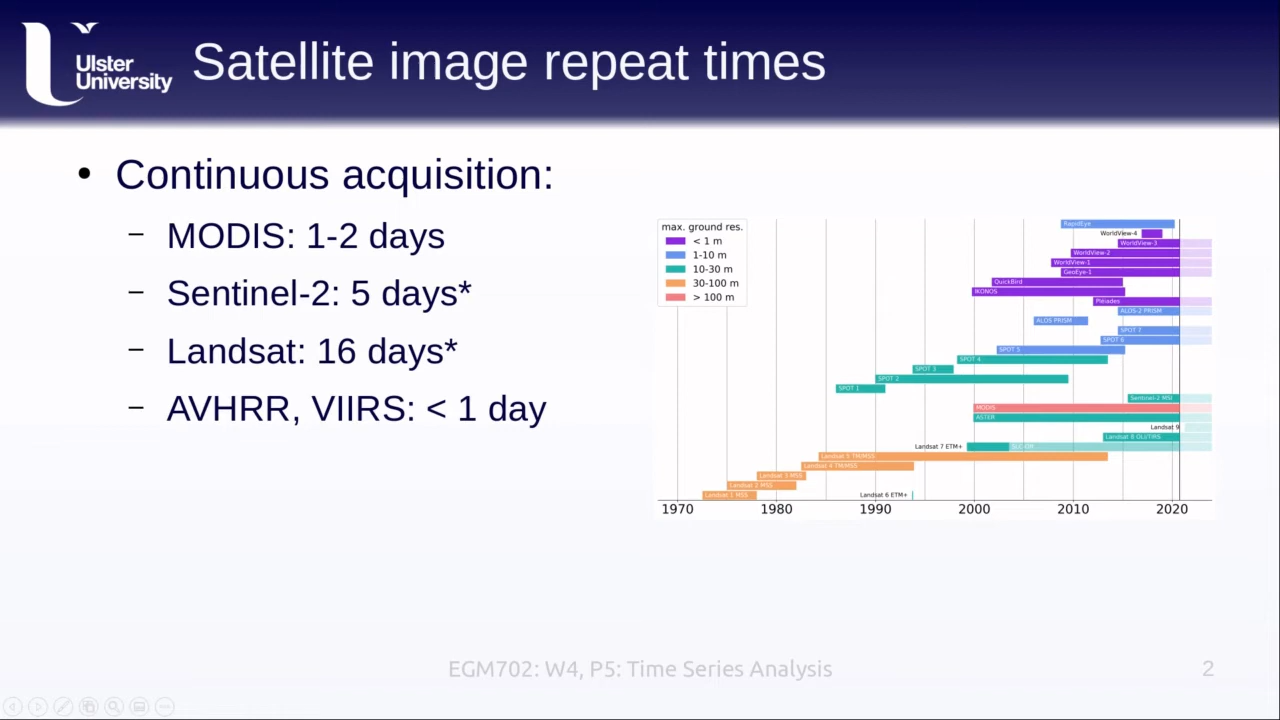 Ulster
University
Satellite image repeat times
• Continuous acquisition:
– MODIS: 1-2 days
– Sentinel-2: 5 days*
– Landsat: 16 days*
– AVHRR, VIIRS: < 1 day
max. ground res.
< 1 m
1-10 m
10-30 m
30-100 m
> 100 m
RapidEye
WorldView-4
WorldView-3
WorldView-2
WorldView-1
GeoEye-1
QuickBird
IKONOS
Pléiades
ALOS-2 PRISM
ALOS PRISM
SPOT 7
SPOT 6
SPOT 5
SPOT 4
SPOT 3
SPOT 2
SPOT 1
Sentinel-2 MSI
MODIS
ASTER
Landsat 9
Landsat 8 OLI/TIRS
Landsat 7 ETM+ SLC-Off
Landsat 5 TM/MSS
Landsat 4 TM/MSS
Landsat 3 MSS
Landsat 2 MSS
Landsat 1 MSS Landsat 6 ETM+
1970 1980 1990 2000 2010 2020
EGM702: W4, P5: Time Series Analysis 2